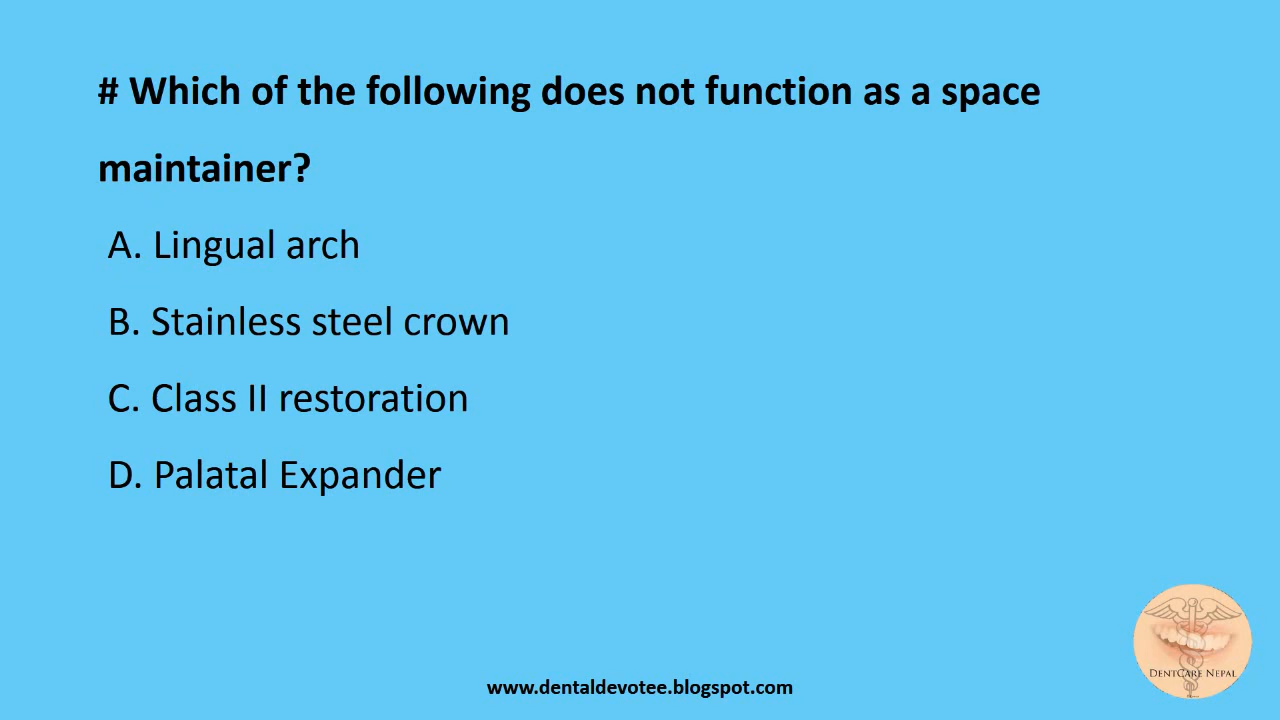 # Which of the following does not function as a space
maintainer?
A. Lingual arch
B. Stainless steel crown
C. Class II restoration
D. Palatal Expander
DentCare Nepal
www.dentaldevotee.blogspot.com